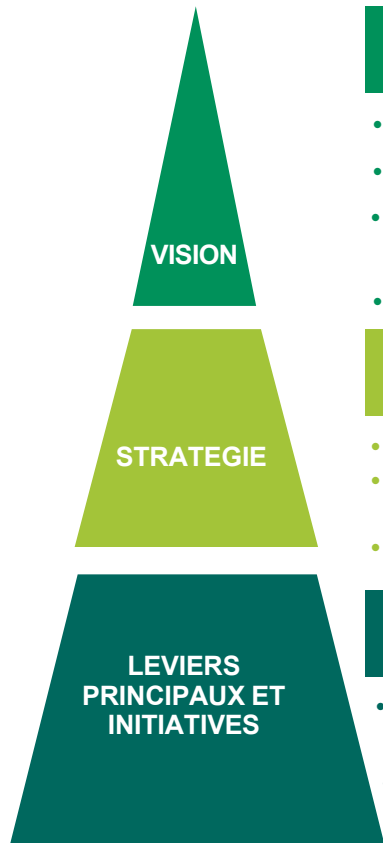 VISION
STRATEGIE
LEVIERS
PRINCIPAUX ET
INITIATIVES